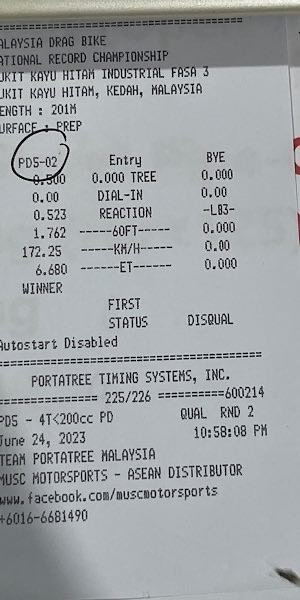 ALAYSIA DRAG BIKE
ATIONAL RECORD CHAMPIONSHIP
UKIT KAYU HITAM INDUSTRIAL FASA 3
UKIT KAYU HITAM, KEDAH, MALAYSIA
ENGTH : 201M
URFACE : PREP
PD5-02 Entry BYE
0.500 0.000 TREE 0.000
0.00 DIAL-IN 0.00
0.523 REACTION -LB3-
1.762 -----60FT----- 0.000
172.25 -----KM/H----- 0.00
6.680 ------ET------ 0.000
WINNER
FIRST
STATUS DISQUAL
Autostart Disabled
PORTATREE TIMING SYSTEMS, INC.
=============== 225/226 ==========600214
PD5 - 4T<200cc PD QUAL RND 2
June 24, 2023 10:58:08 PM
TEAM PORTATREE MALAYSIA
MUSC MOTORSPORTS - ASEAN DISTRIBUTOR
www.facebook.com/muscmotorsports
+6016-6681490